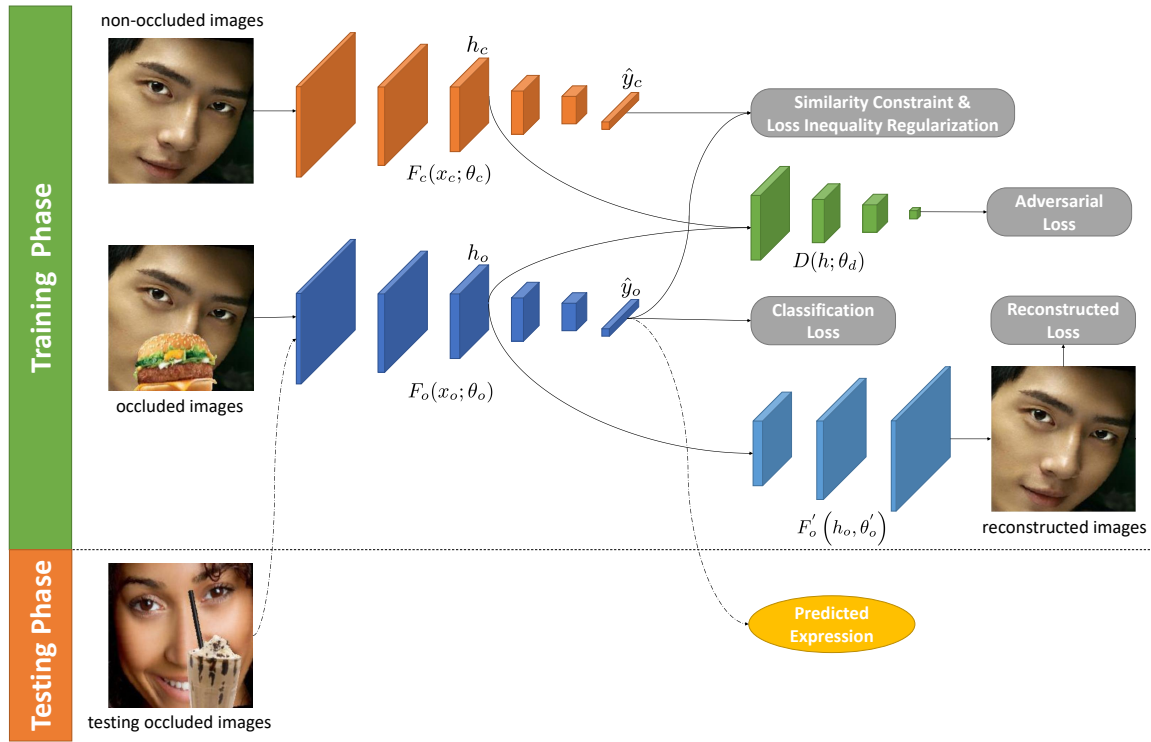 Training Phase
non-occluded images
h_c
ŷ_c
F_c(x_c; θ_c)
Similarity Constraint &
Loss Inequality Regularization
Adversarial
Loss
D(h; θ_d)
h_o
ŷ_o
F_o(x_o; θ_o)
occluded images
Classification
Loss
Reconstructed
Loss
F_o'(h_o, θ_o')
reconstructed images
Testing Phase
testing occluded images
Predicted
Expression